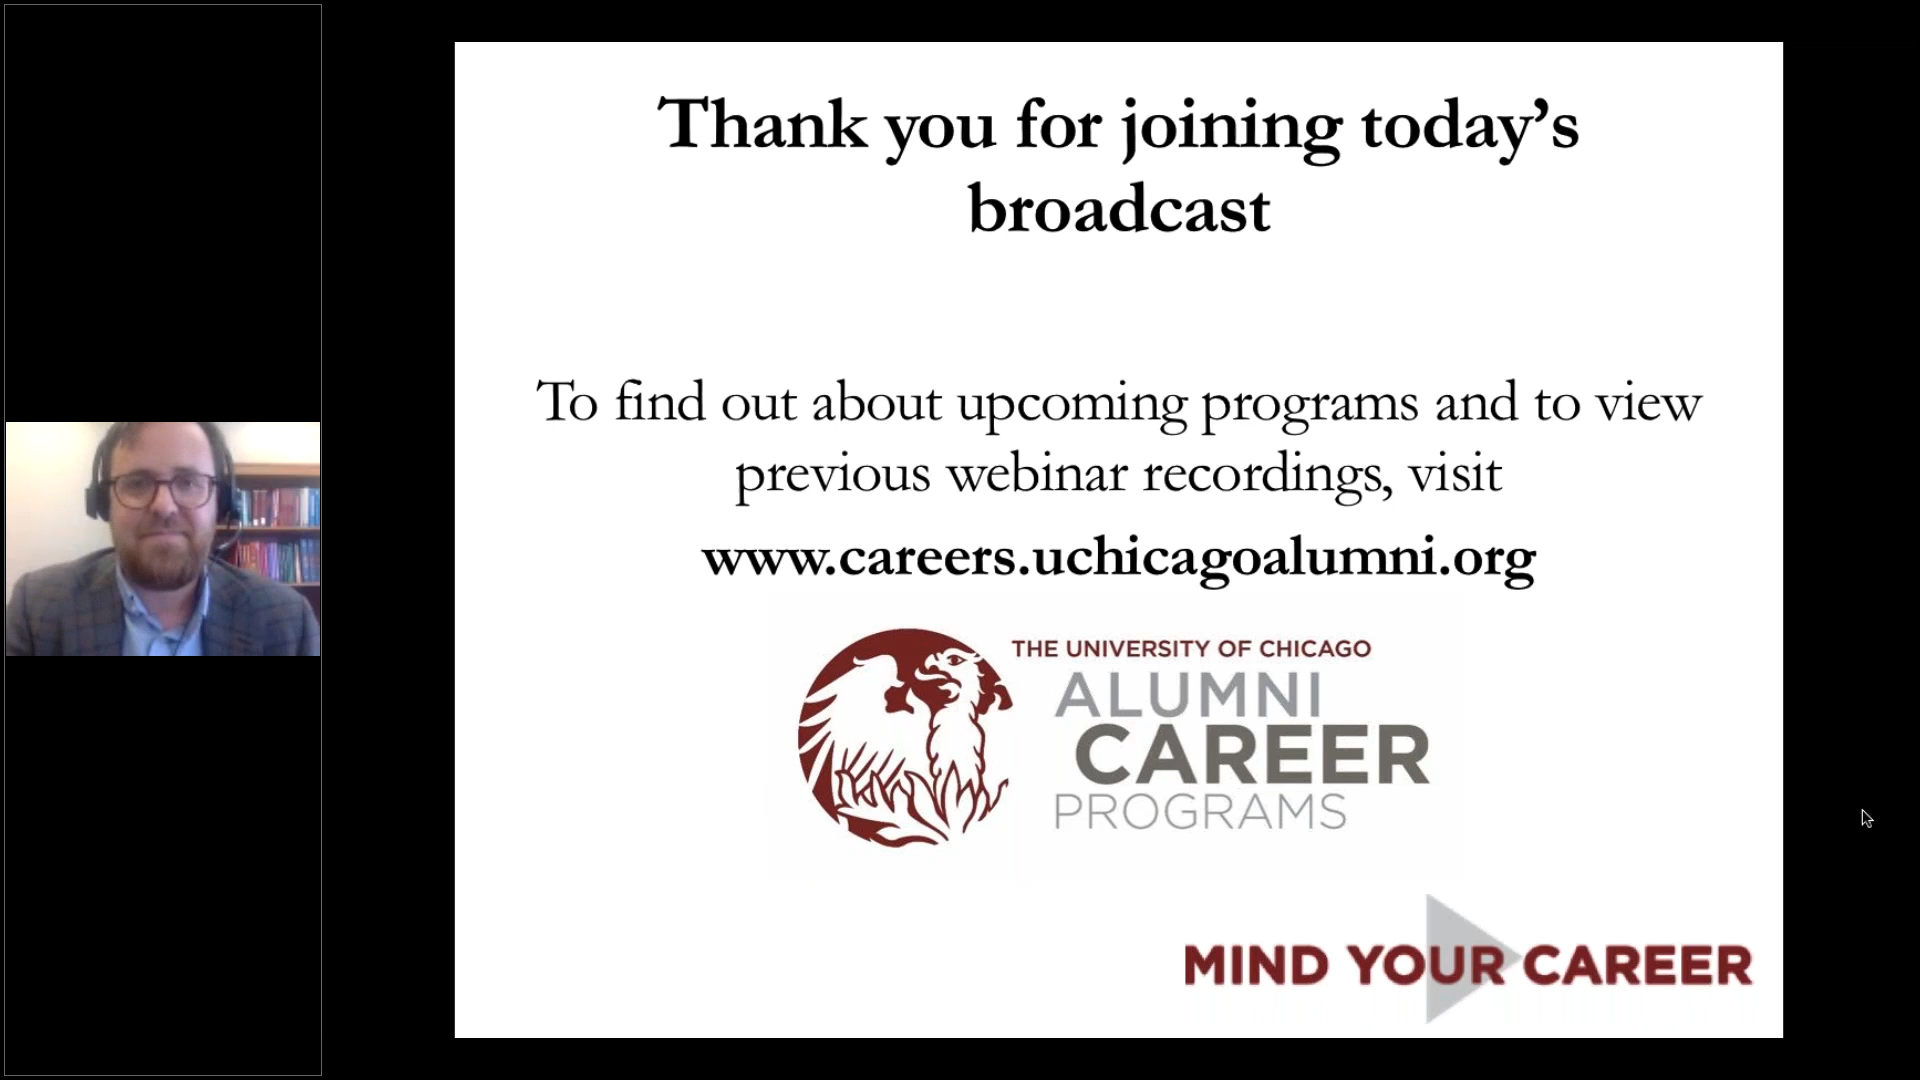 Thank you for joining today’s
broadcast
To find out about upcoming programs and to view
previous webinar recordings, visit
www.careers.uchicagoalumni.org
THE UNIVERSITY OF CHICAGO
ALUMNI
CAREER
PROGRAMS
MIND YOUR CAREER